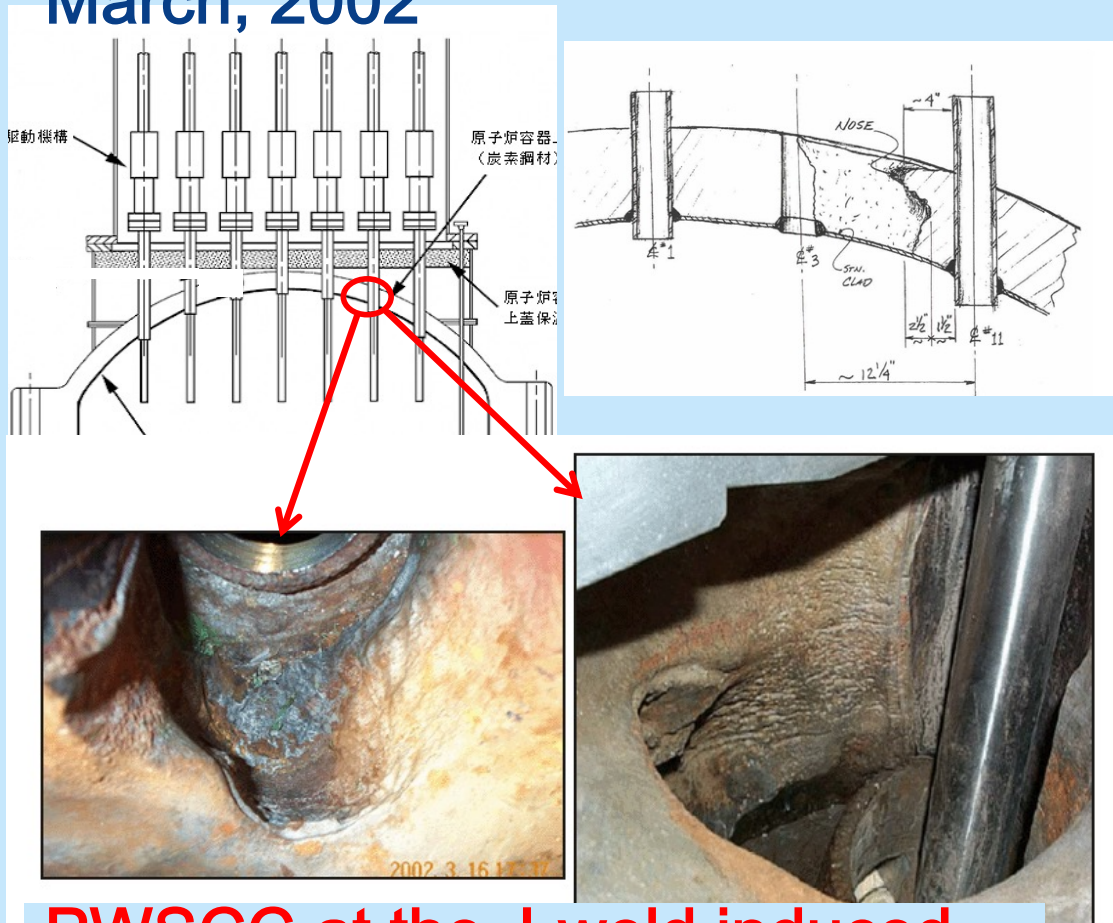 March, 2002
駆動機構
原子炉容器上
(炭素鋼材)
原子炉容
上蓋保温
~4"
NOSE
℄#1
℄#3
STN.
CLAD
2½"
1½"
℄#11
~12¼"
2002.3.16
PWSCC at the J-weld induced